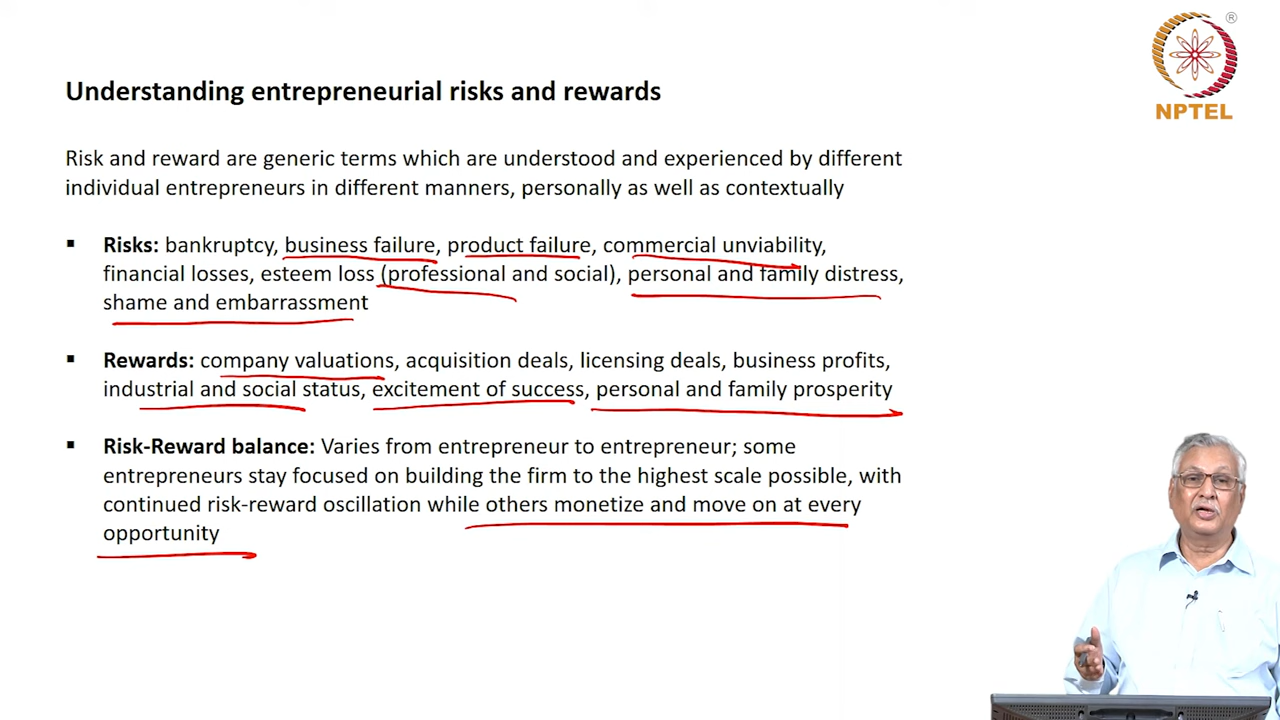 ®
NPTEL
Understanding entrepreneurial risks and rewards
Risk and reward are generic terms which are understood and experienced by different
individual entrepreneurs in different manners, personally as well as contextually
▪ Risks: bankruptcy, business failure, product failure, commercial unviability,
financial losses, esteem loss (professional and social), personal and family distress,
shame and embarrassment
▪ Rewards: company valuations, acquisition deals, licensing deals, business profits,
industrial and social status, excitement of success, personal and family prosperity
▪ Risk-Reward balance: Varies from entrepreneur to entrepreneur; some
entrepreneurs stay focused on building the firm to the highest scale possible, with
continued risk-reward oscillation while others monetize and move on at every
opportunity